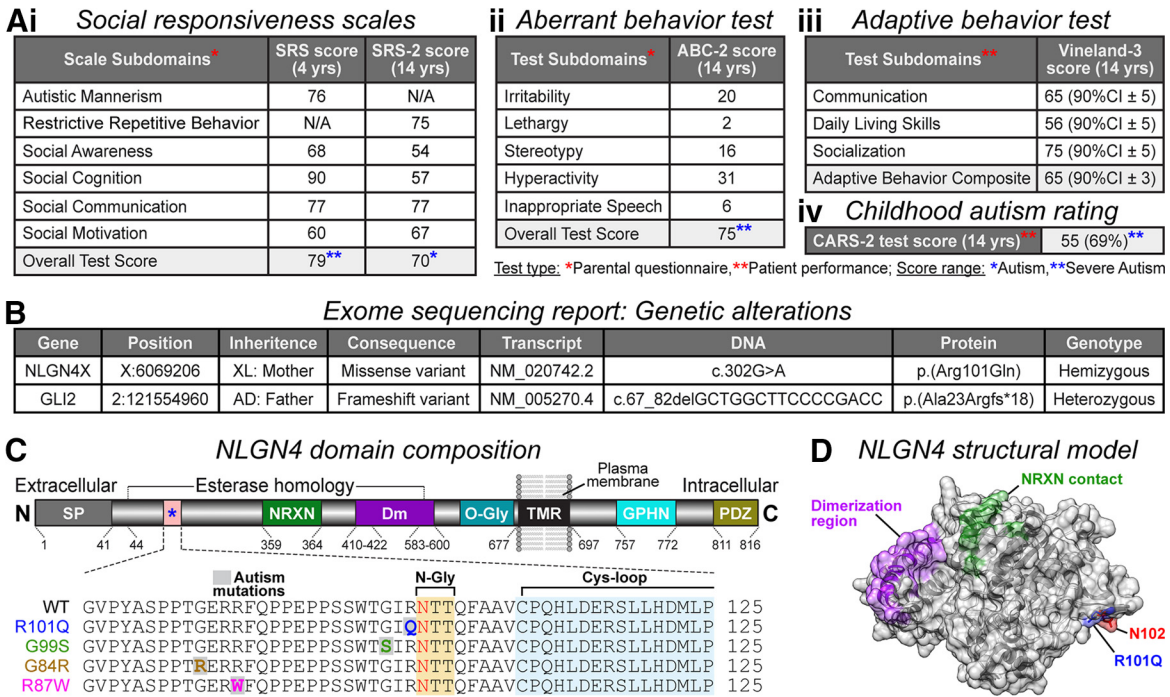 Ai Social responsiveness scales
Scale Subdomains* SRS score (4 yrs) SRS-2 score (14 yrs)
Autistic Mannerism 76 N/A
Restrictive Repetitive Behavior N/A 75
Social Awareness 68 54
Social Cognition 90 57
Social Communication 77 77
Social Motivation 60 67
Overall Test Score 79** 70*
ii Aberrant behavior test
Test Subdomains* ABC-2 score (14 yrs)
Irritability 20
Lethargy 2
Stereotypy 16
Hyperactivity 31
Inappropriate Speech 6
Overall Test Score 75**
iii Adaptive behavior test
Test Subdomains** Vineland-3 score (14 yrs)
Communication 65 (90%CI ± 5)
Daily Living Skills 56 (90%CI ± 5)
Socialization 75 (90%CI ± 5)
Adaptive Behavior Composite 65 (90%CI ± 3)
iv Childhood autism rating
CARS-2 test score (14 yrs)** 55 (69%)**
Test type: *Parental questionnaire,**Patient performance; Score range: *Autism,**Severe Autism
B Exome sequencing report: Genetic alterations
Gene Position Inheritence Consequence Transcript DNA Protein Genotype
NLGN4X X:6069206 XL: Mother Missense variant NM_020742.2 c.302G>A p.(Arg101Gln) Hemizygous
GLI2 2:121554960 AD: Father Frameshift variant NM_005270.4 c.67_82delGCTGGCTTCCCCGACC p.(Ala23Argfs*18) Heterozygous
C NLGN4 domain composition
Extracellular Esterase homology Plasma membrane Intracellular
N SP * NRXN Dm O-Gly TMR GPHN PDZ C
1 41 44 359 364 410-422 583-600 677 697 757 772 811 816
Autism mutations N-Gly Cys-loop
WT GVPYASPPTGERRFQPPEPPSSWTGIRNTTQFAAVCPQHLDERSLLHDMLP 125
R101Q GVPYASPPTGERRFQPPEPPSSWTGIQNTTQFAAVCPQHLDERSLLHDMLP 125
G99S GVPYASPPTGERRFQPPEPPSSWTSIRNTTQFAAVCPQHLDERSLLHDMLP 125
G84R GVPYASPPTRERRFQPPEPPSSWTGIRNTTQFAAVCPQHLDERSLLHDMLP 125
R87W GVPYASPPTGERWFQPPEPPSSWTGIRNTTQFAAVCPQHLDERSLLHDMLP 125
D NLGN4 structural model
NRXN contact
Dimerization region
N102
R101Q